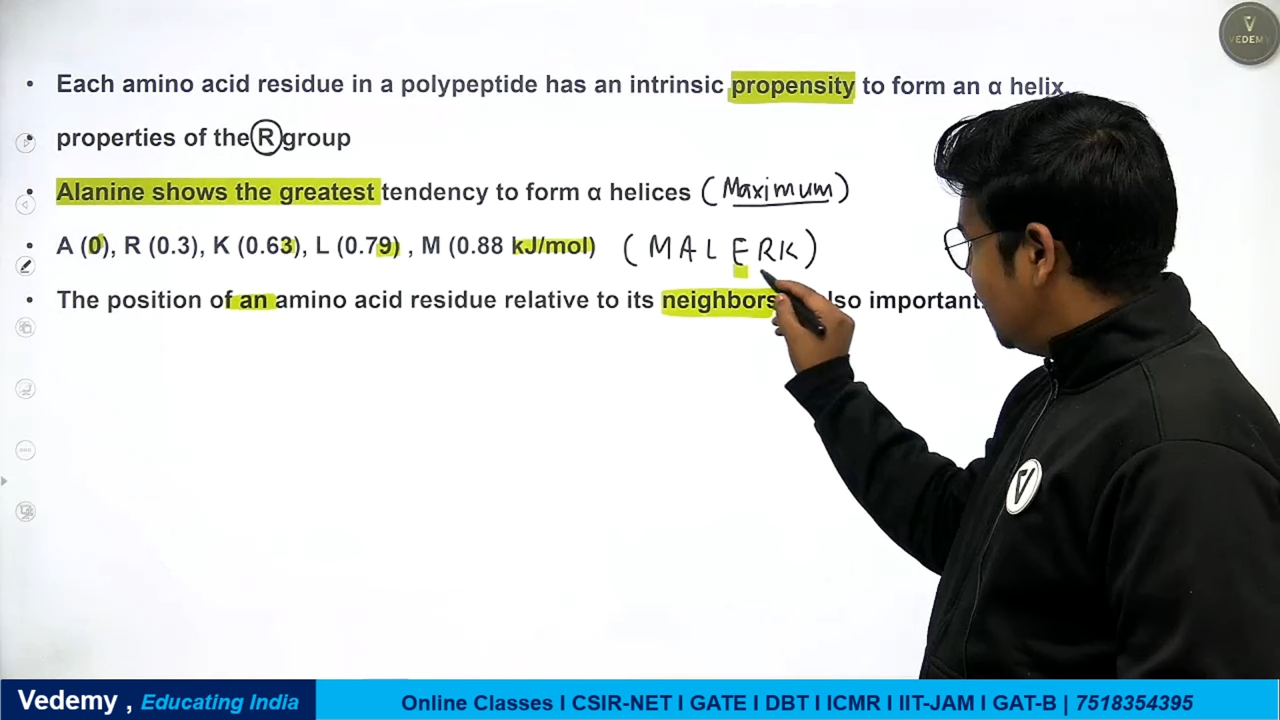 VEDEMY
• Each amino acid residue in a polypeptide has an intrinsic propensity to form an α helix.
• properties of the R group
• Alanine shows the greatest tendency to form α helices (Maximum)
• A (0), R (0.3), K (0.63), L (0.79) , M (0.88 kJ/mol) (MALERK)
• The position of an amino acid residue relative to its neighbors also important
Vedemy , Educating India
Online Classes I CSIR-NET I GATE I DBT I ICMR I IIT-JAM I GAT-B | 7518354395